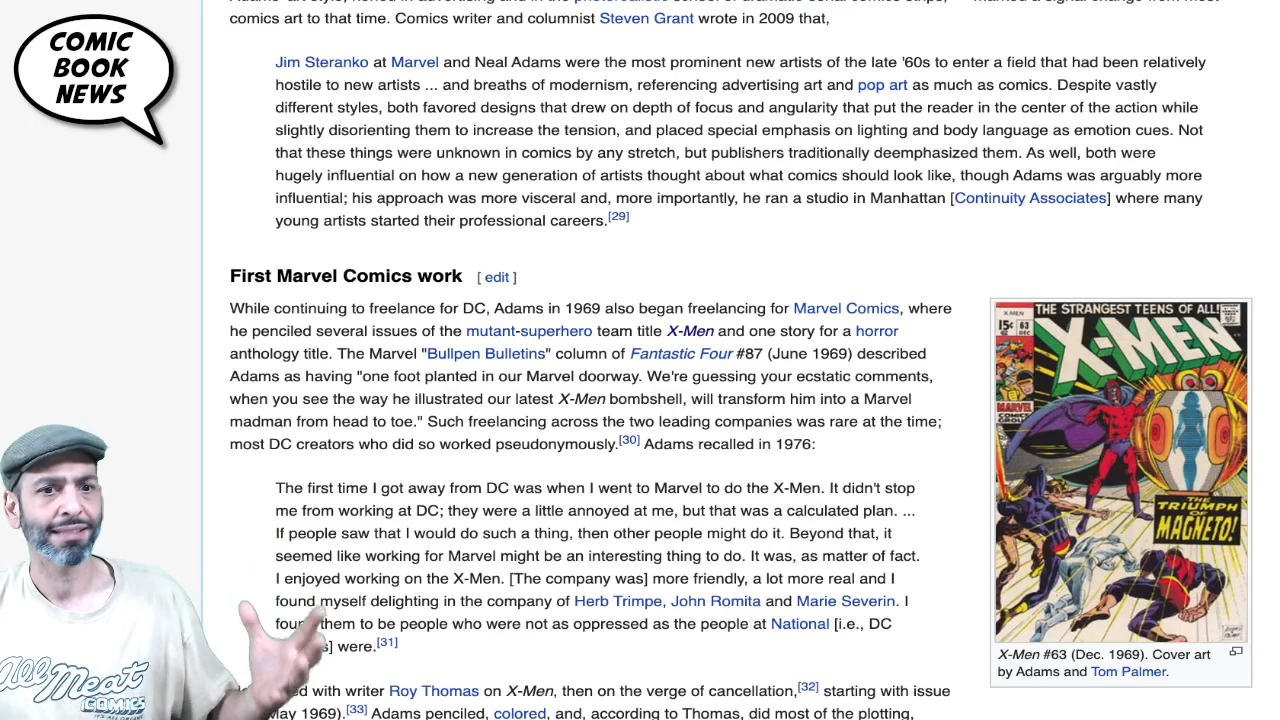 COMIC
BOOK
NEWS
comics art to that time. Comics writer and columnist Steven Grant wrote in 2009 that,
Jim Steranko at Marvel and Neal Adams were the most prominent new artists of the late '60s to enter a field that had been relatively
hostile to new artists ... and breaths of modernism, referencing advertising art and pop art as much as comics. Despite vastly
different styles, both favored designs that drew on depth of focus and angularity that put the reader in the center of the action while
slightly disorienting them to increase the tension, and placed special emphasis on lighting and body language as emotion cues. Not
that these things were unknown in comics by any stretch, but publishers traditionally deemphasized them. As well, both were
hugely influential on how a new generation of artists thought about what comics should look like, though Adams was arguably more
influential; his approach was more visceral and, more importantly, he ran a studio in Manhattan [Continuity Associates] where many
young artists started their professional careers.[29]
First Marvel Comics work [ edit ]
While continuing to freelance for DC, Adams in 1969 also began freelancing for Marvel Comics, where
he penciled several issues of the mutant-superhero team title X-Men and one story for a horror
anthology title. The Marvel "Bullpen Bulletins" column of Fantastic Four #87 (June 1969) described
Adams as having "one foot planted in our Marvel doorway. We're guessing your ecstatic comments,
when you see the way he illustrated our latest X-Men bombshell, will transform him into a Marvel
madman from head to toe." Such freelancing across the two leading companies was rare at the time;
most DC creators who did so worked pseudonymously.[30] Adams recalled in 1976:
The first time I got away from DC was when I went to Marvel to do the X-Men. It didn't stop
me from working at DC; they were a little annoyed at me, but that was a calculated plan. ...
If people saw that I would do such a thing, then other people might do it. Beyond that, it
seemed like working for Marvel might be an interesting thing to do. It was, as matter of fact.
I enjoyed working on the X-Men. [The company was] more friendly, a lot more real and I
found myself delighting in the company of Herb Trimpe, John Romita and Marie Severin. I
found them to be people who were not as oppressed as the people at National [i.e., DC
] were.[31]
with writer Roy Thomas on X-Men, then on the verge of cancellation,[32] starting with issue
May 1969).[33] Adams penciled, colored, and, according to Thomas, did most of the plotting,
THE STRANGEST TEENS OF ALL!
X-MEN
15¢ 63 DEC
X-MEN
MARVEL
COMICS
GROUP
THE
TRIUMPH
OF
MAGNETO!
X-Men #63 (Dec. 1969). Cover art
by Adams and Tom Palmer.
All Meat
COMICS